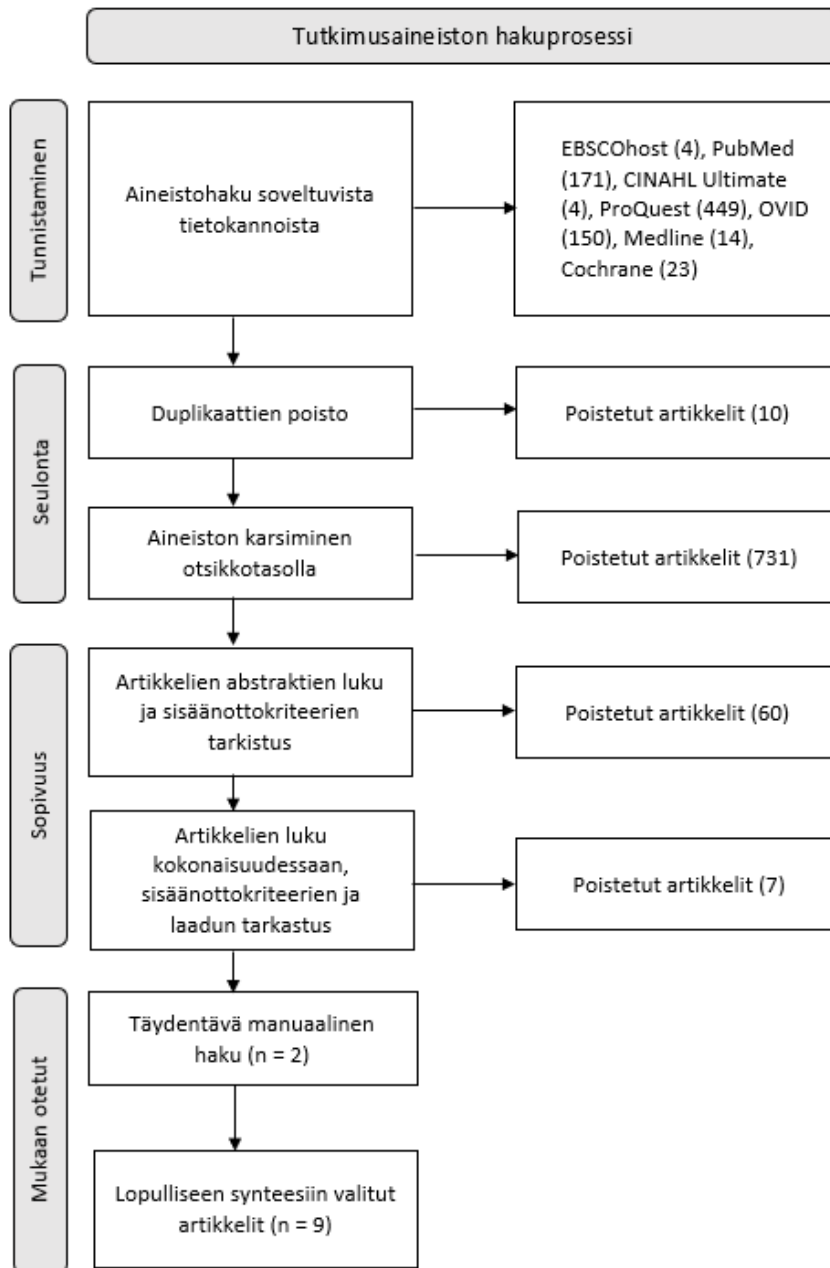 Tutkimusaineiston hakuprosessi
Tunnistaminen
Aineistohaku soveltuvista
tietokannoista
EBSCOhost (4), PubMed
(171), CINAHL Ultimate
(4), ProQuest (449), OVID
(150), Medline (14),
Cochrane (23)
Seulonta
Duplikaattien poisto
Poistetut artikkelit (10)
Aineiston karsiminen
otsikkotasolla
Poistetut artikkelit (731)
Sopivuus
Artikkelien abstraktien luku
ja sisäänottokriteerien
tarkistus
Poistetut artikkelit (60)
Artikkelien luku
kokonaisuudessaan,
sisäänottokriteerien ja
laadun tarkastus
Poistetut artikkelit (7)
Mukaan otetut
Täydentävä manuaalinen
haku (n = 2)
Lopulliseen synteesiin valitut
artikkelit (n = 9)